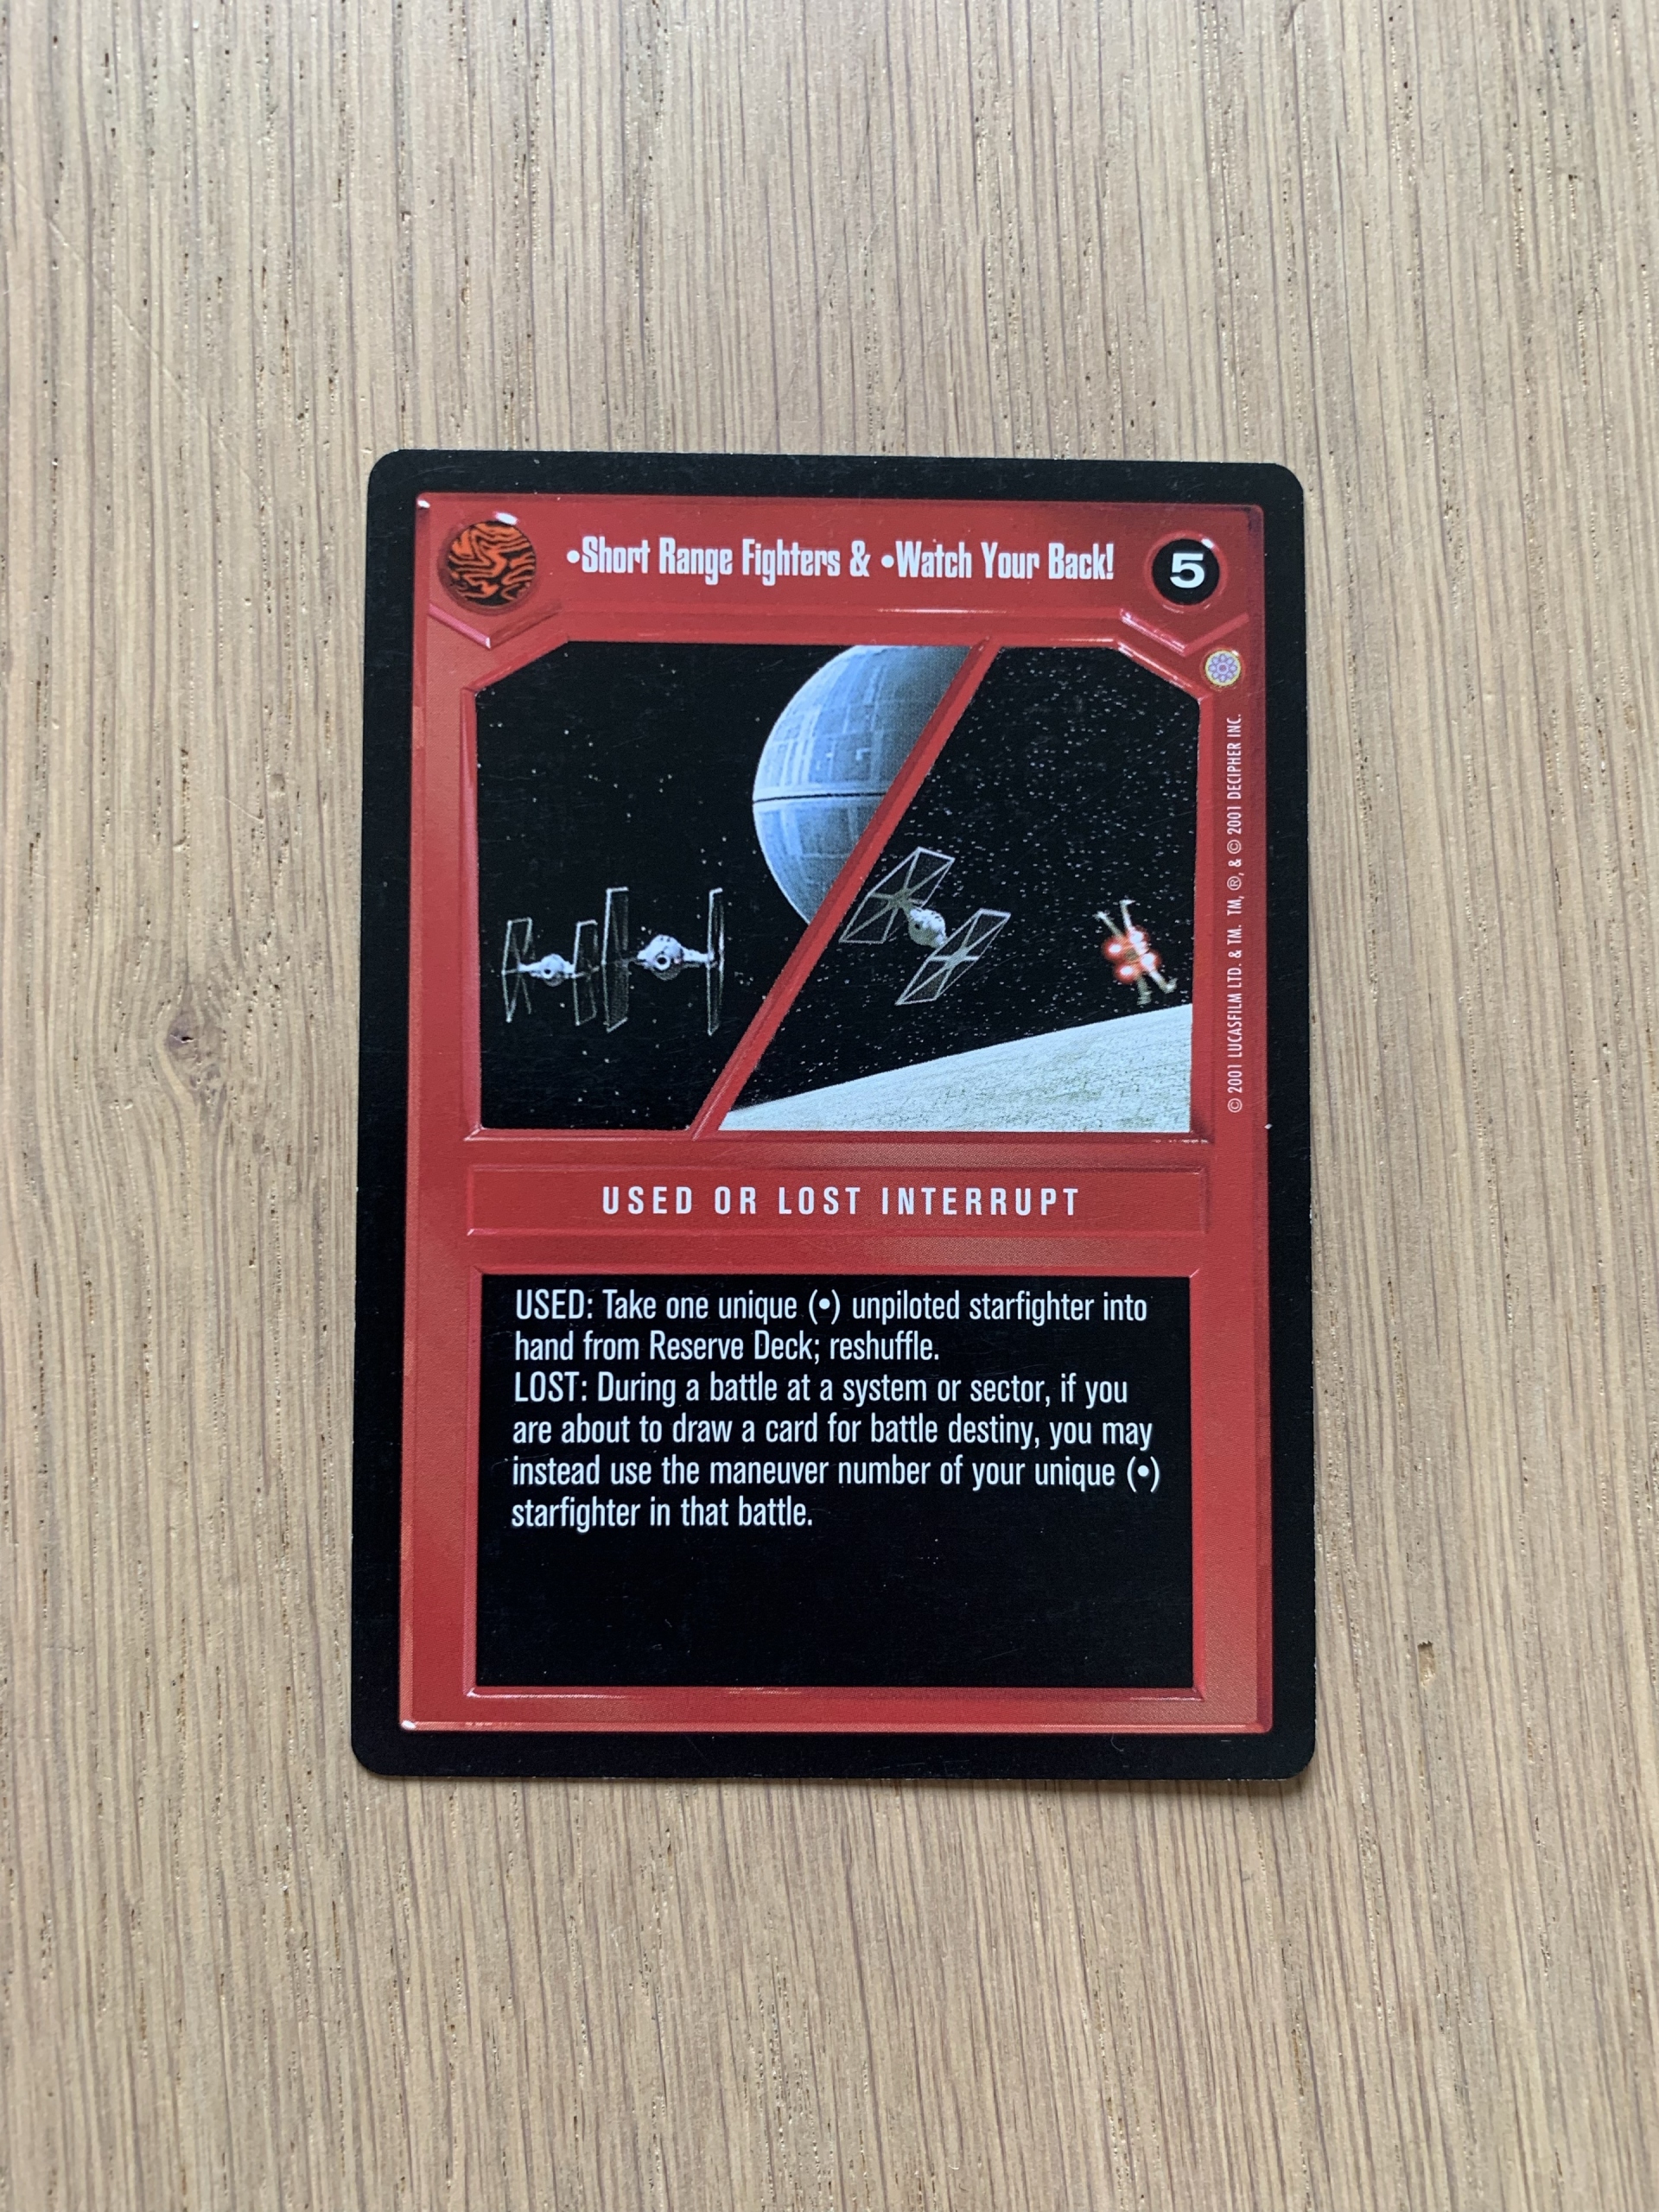 •Short Range Fighters & •Watch Your Back!
5
© 2001 LUCASFILM LTD. & TM. TM, ®, & © 2001 DECIPHER INC.
USED OR LOST INTERRUPT
USED: Take one unique (•) unpiloted starfighter into
hand from Reserve Deck; reshuffle.
LOST: During a battle at a system or sector, if you
are about to draw a card for battle destiny, you may
instead use the maneuver number of your unique (•)
starfighter in that battle.